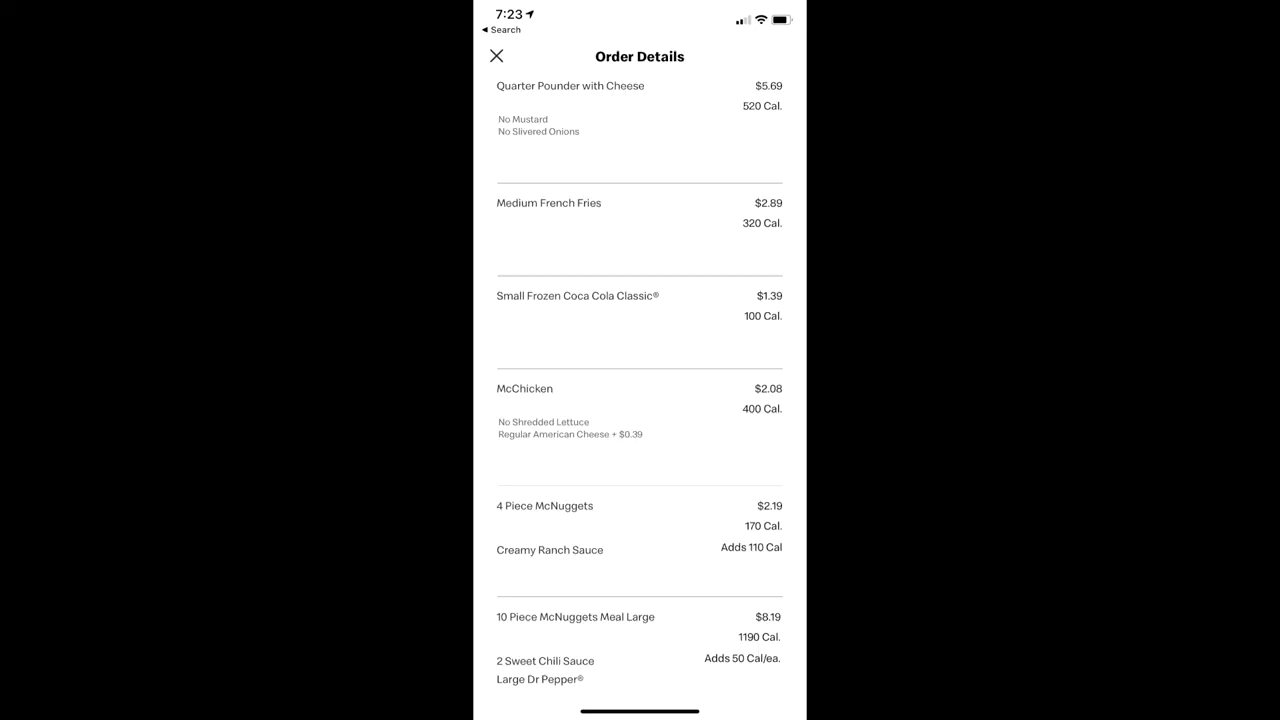 7:23
◀ Search
Order Details
Quarter Pounder with Cheese $5.69
520 Cal.
No Mustard
No Slivered Onions
Medium French Fries $2.89
320 Cal.
Small Frozen Coca Cola Classic® $1.39
100 Cal.
McChicken $2.08
400 Cal.
No Shredded Lettuce
Regular American Cheese + $0.39
4 Piece McNuggets $2.19
170 Cal.
Creamy Ranch Sauce Adds 110 Cal
10 Piece McNuggets Meal Large $8.19
1190 Cal.
2 Sweet Chili Sauce Adds 50 Cal/ea.
Large Dr Pepper®